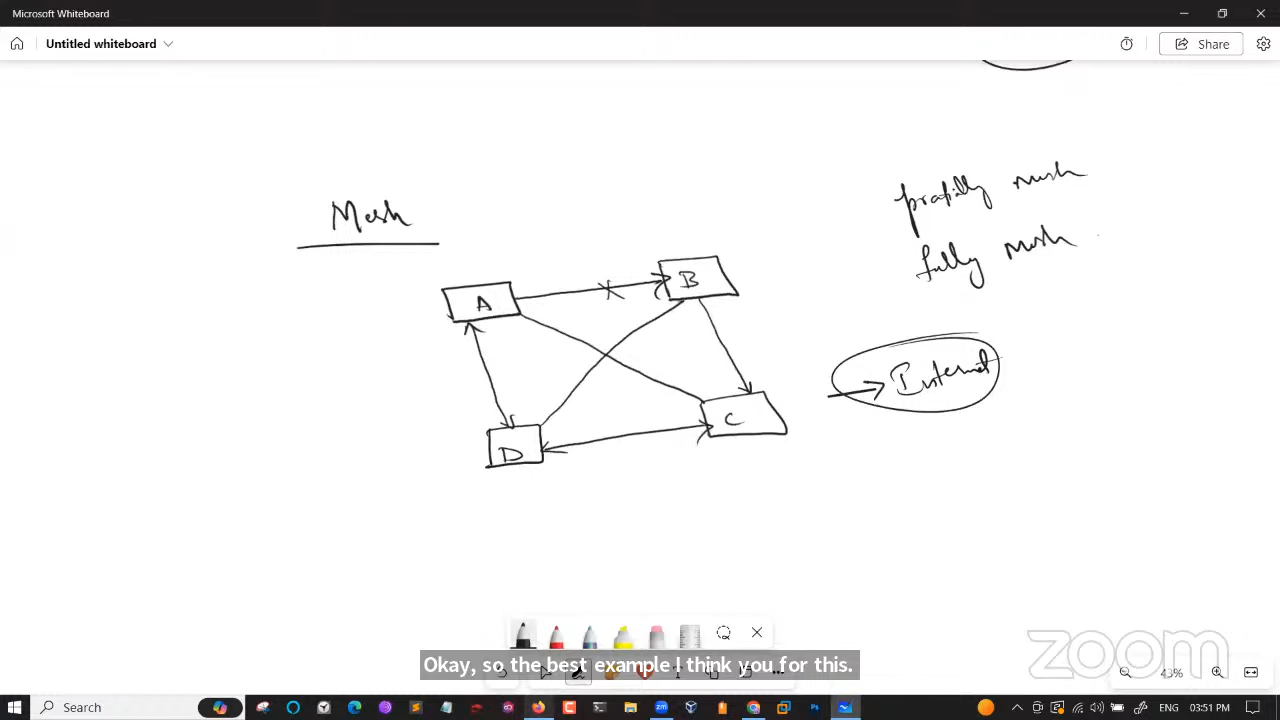 Microsoft Whiteboard
Untitled whiteboard
Share
Mesh
fully mesh
mesh
A
B
C
D
Internet
Okay, so the best example I think you for this.
zoom
43%
Search
ENG
03:51 PM